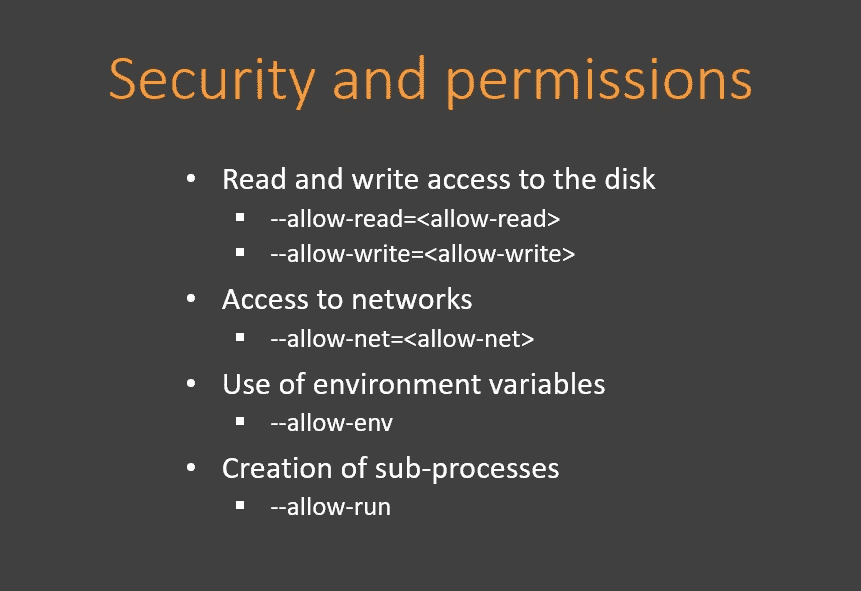 Security and permissions
• Read and write access to the disk
▪ --allow-read=<allow-read>
▪ --allow-write=<allow-write>
• Access to networks
▪ --allow-net=<allow-net>
• Use of environment variables
▪ --allow-env
• Creation of sub-processes
▪ --allow-run